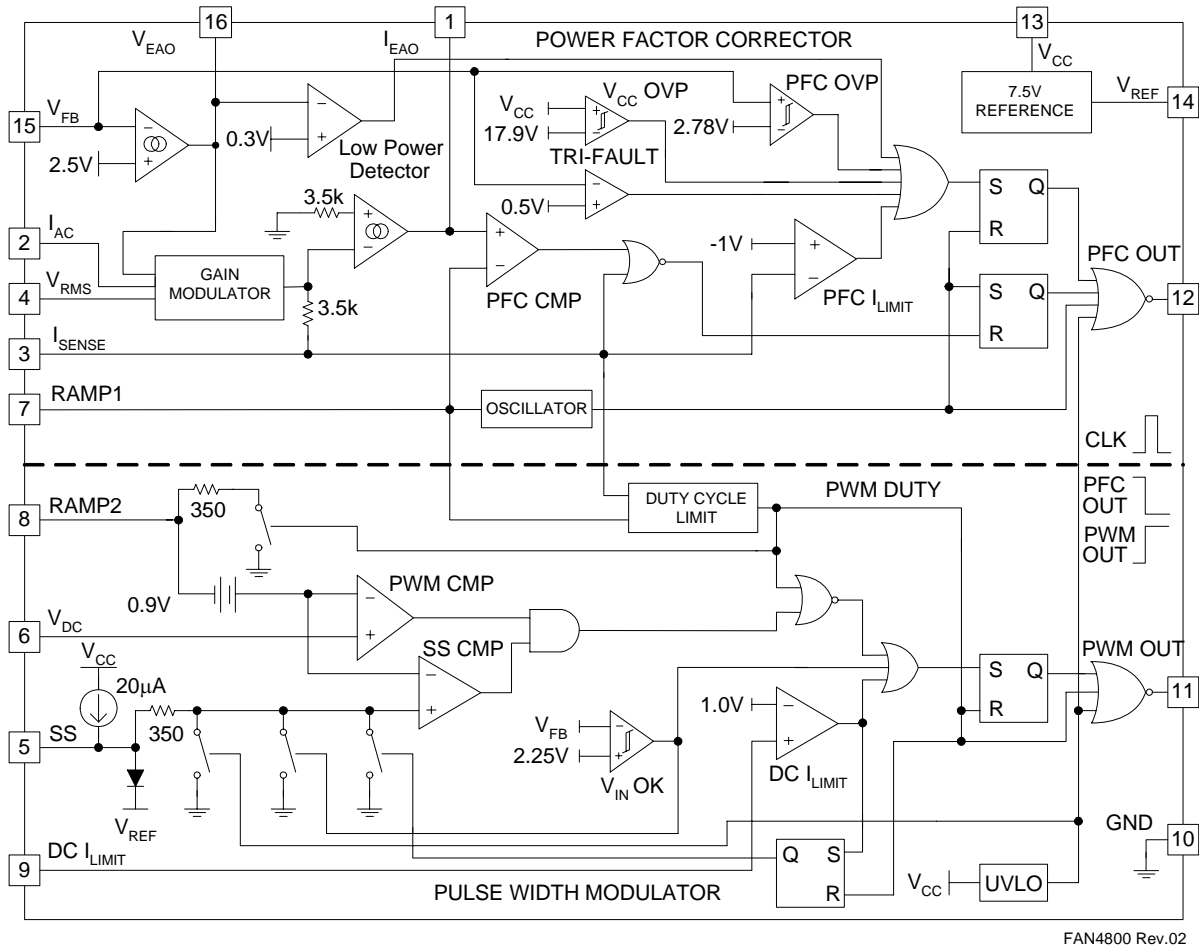 16
1
13
V_EAO
I_EAO
POWER FACTOR CORRECTOR
V_CC
7.5V
REFERENCE
V_REF
14
15
V_FB
2.5V
−
+
0.3V
−
+
Low Power
Detector
V_CC
17.9V
V_CC OVP
+
−
PFC OVP
2.78V
+
−
TRI-FAULT
0.5V
−
+
S
Q
R
2
I_AC
3.5k
+
−
+
−
PFC CMP
-1V
+
−
PFC I_LIMIT
PFC OUT
S
Q
R
12
GAIN
MODULATOR
4
V_RMS
3.5k
3
I_SENSE
7
RAMP1
OSCILLATOR
CLK
8
RAMP2
350
DUTY CYCLE
LIMIT
PWM DUTY
PFC
OUT
PWM
OUT
0.9V
PWM CMP
−
+
6
V_DC
SS CMP
−
+
V_CC
20µA
5
SS
350
V_REF
V_FB
2.25V
−
+
V_IN OK
1.0V
−
+
DC I_LIMIT
S
Q
R
PWM OUT
11
9
DC I_LIMIT
Q
S
R
V_CC
UVLO
GND
10
PULSE WIDTH MODULATOR
FAN4800 Rev.02